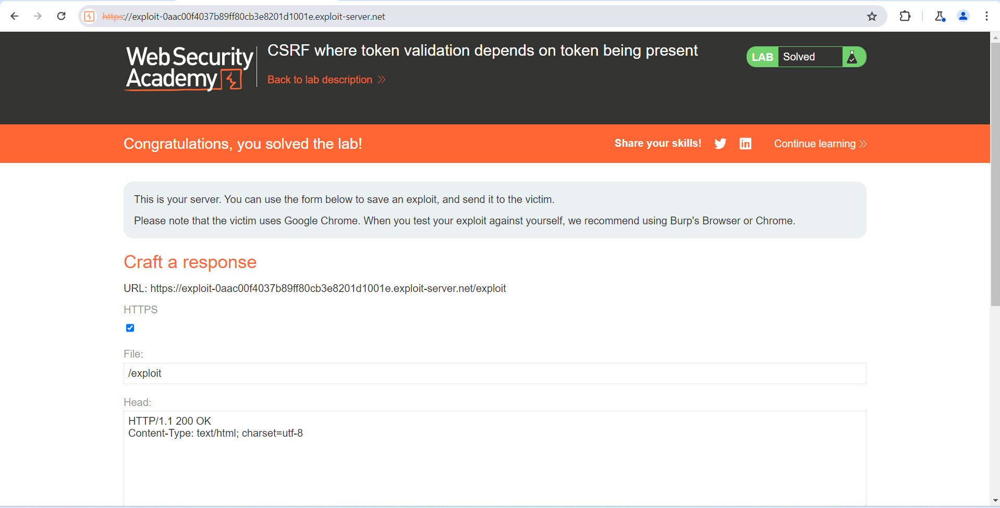 https://exploit-0aac00f4037b89ff80cb3e8201d1001e.exploit-server.net
Web Security
Academy
CSRF where token validation depends on token being present
Back to lab description
LAB Solved
Congratulations, you solved the lab!
Share your skills!
in
Continue learning
This is your server. You can use the form below to save an exploit, and send it to the victim.
Please note that the victim uses Google Chrome. When you test your exploit against yourself, we recommend using Burp's Browser or Chrome.
Craft a response
URL: https://exploit-0aac00f4037b89ff80cb3e8201d1001e.exploit-server.net/exploit
HTTPS
File:
/exploit
Head:
HTTP/1.1 200 OK
Content-Type: text/html; charset=utf-8